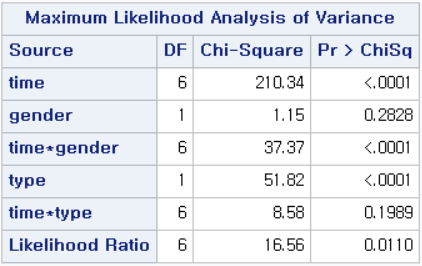 Maximum Likelihood Analysis of Variance
Source DF Chi-Square Pr > ChiSq
time 6 210.34 <.0001
gender 1 1.15 0.2828
time*gender 6 37.37 <.0001
type 1 51.82 <.0001
time*type 6 8.58 0.1989
Likelihood Ratio 6 16.56 0.0110